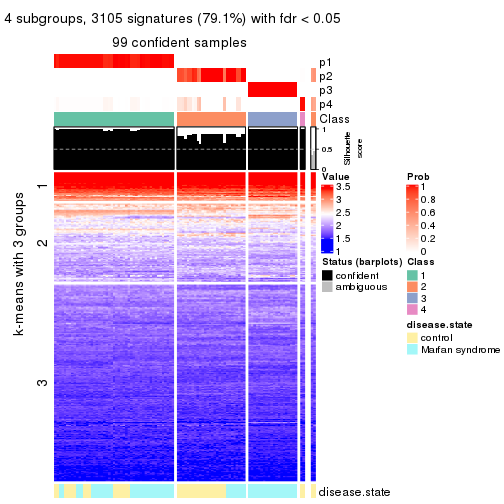 4 subgroups, 3105 signatures (79.1%) with fdr < 0.05
99 confident samples
p1
p2
p3
p4
Class
1
0.5
0
Silhouette
score
k-means with 3 groups
1
2
3
Value
3.5
3
2.5
2
1.5
1
Prob
1
0.8
0.6
0.4
0.2
0
Status (barplots)
confident
ambiguous
Class
1
2
3
4
disease.state
control
Marfan syndrome
disease.state